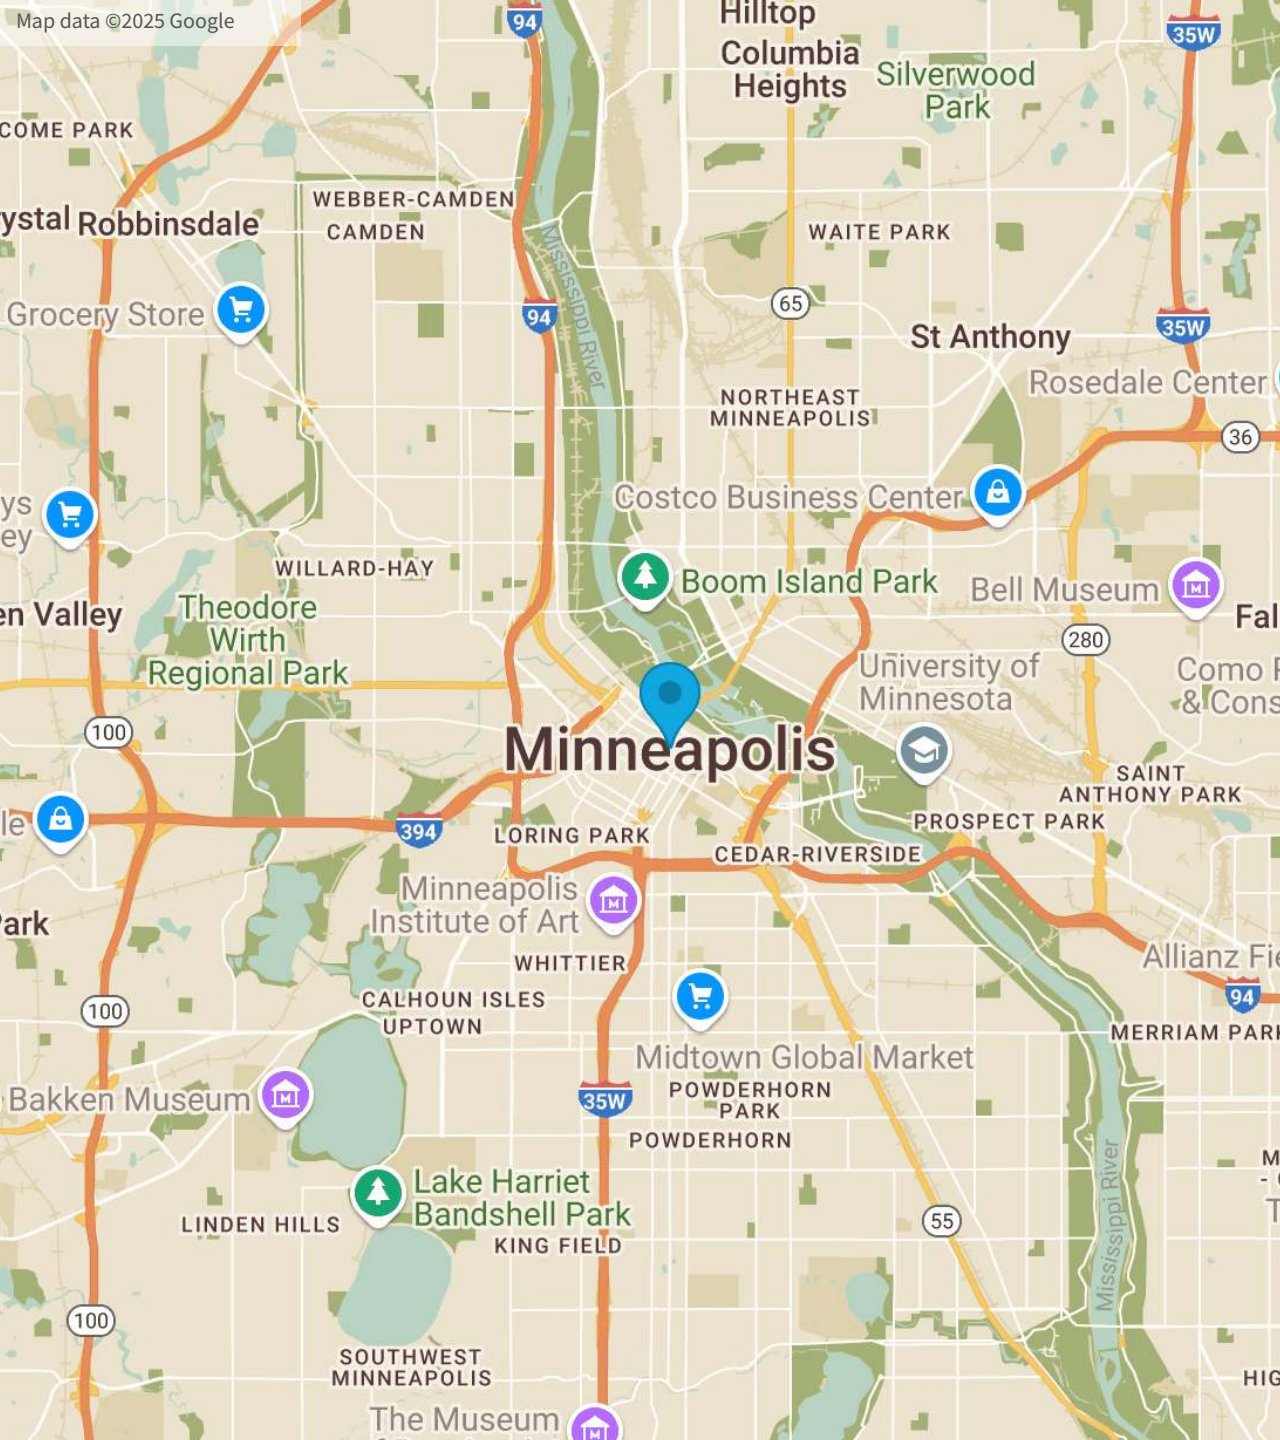 Map data ©2025 Google
94
Hilltop
Columbia
Heights
35W
Silverwood
Park
COME PARK
WEBBER-CAMDEN
CAMDEN
ystal
Robbinsdale
WAITE PARK
Mississippi River
Grocery Store
94
65
St Anthony
35W
Rosedale Center
NORTHEAST
MINNEAPOLIS
36
Costco Business Center
ys
ey
WILLARD-HAY
Boom Island Park
Bell Museum
en Valley
Theodore
Wirth
Regional Park
Fal
280
University of
Minnesota
Como P
& Cons
100
Minneapolis
SAINT
ANTHONY PARK
le
394
LORING PARK
PROSPECT PARK
CEDAR-RIVERSIDE
Minneapolis
Institute of Art
Park
Allianz Fie
WHITTIER
94
CALHOUN ISLES
UPTOWN
100
MERRIAM PARK
Midtown Global Market
Bakken Museum
35W
POWDERHORN
PARK
POWDERHORN
Mississippi River
M
-
T
Lake Harriet
Bandshell Park
LINDEN HILLS
KING FIELD
55
100
SOUTHWEST
MINNEAPOLIS
HIG
The Museum